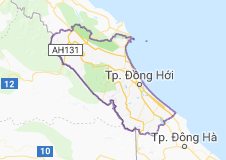 AH131
Tp. Đồng Hới
12
10
Tp. Đông Hà